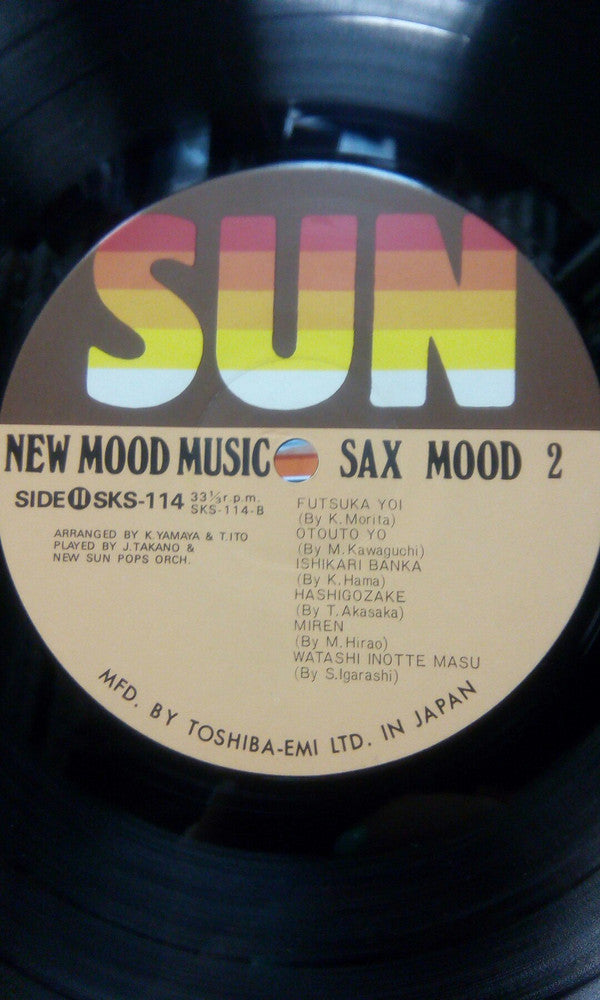 SUN
NEW MOOD MUSIC SAX MOOD 2
SIDE II SKS-114 33⅓ r.p.m.
SKS-114-B
ARRANGED BY K.YAMAYA & T.ITO
PLAYED BY J.TAKANO &
NEW SUN POPS ORCH.
FUTSUKA YOI
(By K.Morita)
OTOUTO YO
(By M.Kawaguchi)
ISHIKARI BANKA
(By K.Hama)
HASHIGOZAKE
(By T.Akasaka)
MIREN
(By M.Hirao)
WATASHI INOTTE MASU
(By S.Igarashi)
MFD. BY TOSHIBA-EMI LTD. IN JAPAN